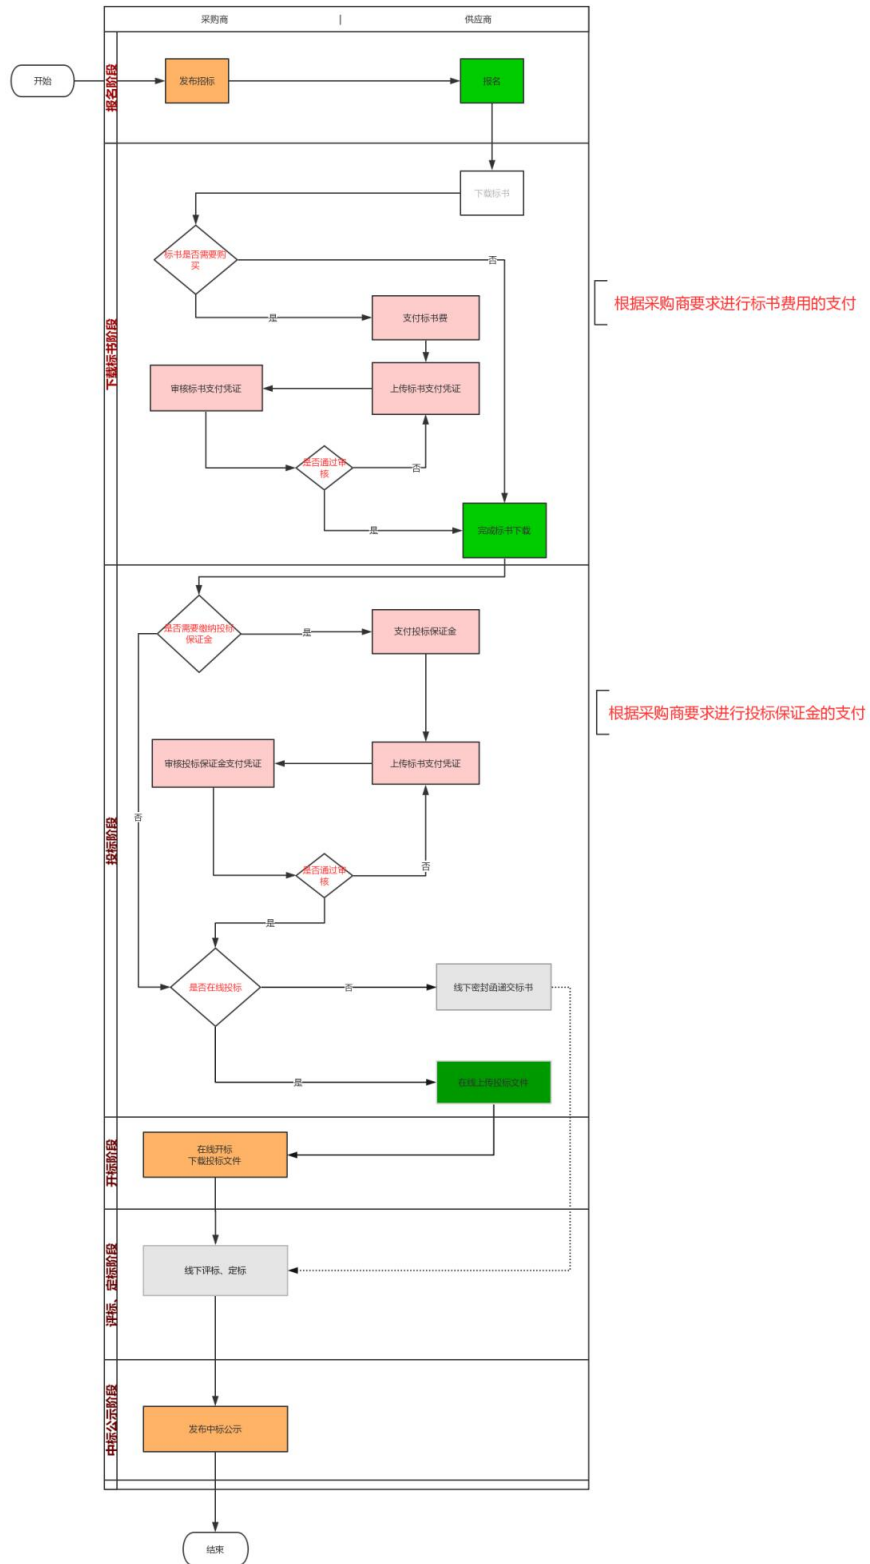 采购商 | 供应商
报名阶段
开始
发布招标
报名
下载标书阶段
下载标书
标书是否需要购
买
否
根据采购商要求进行标书费用的支付
是
支付标书费
审核标书支付凭证
上传标书支付凭证
是否通过审
核
否
是
完成标书下载
投标阶段
是否需要缴纳投标
保证金
是
支付投标保证金
根据采购商要求进行投标保证金的支付
审核投标保证金支付凭证
上传标书支付凭证
否
是否通过审
核
否
是
是否在线投标
否
线下密封函递交标书
是
在线上传投标文件
开标阶段
在线开标
下载投标文件
评标、定标阶段
线下评标、定标
中标公示阶段
发布中标公示
结束